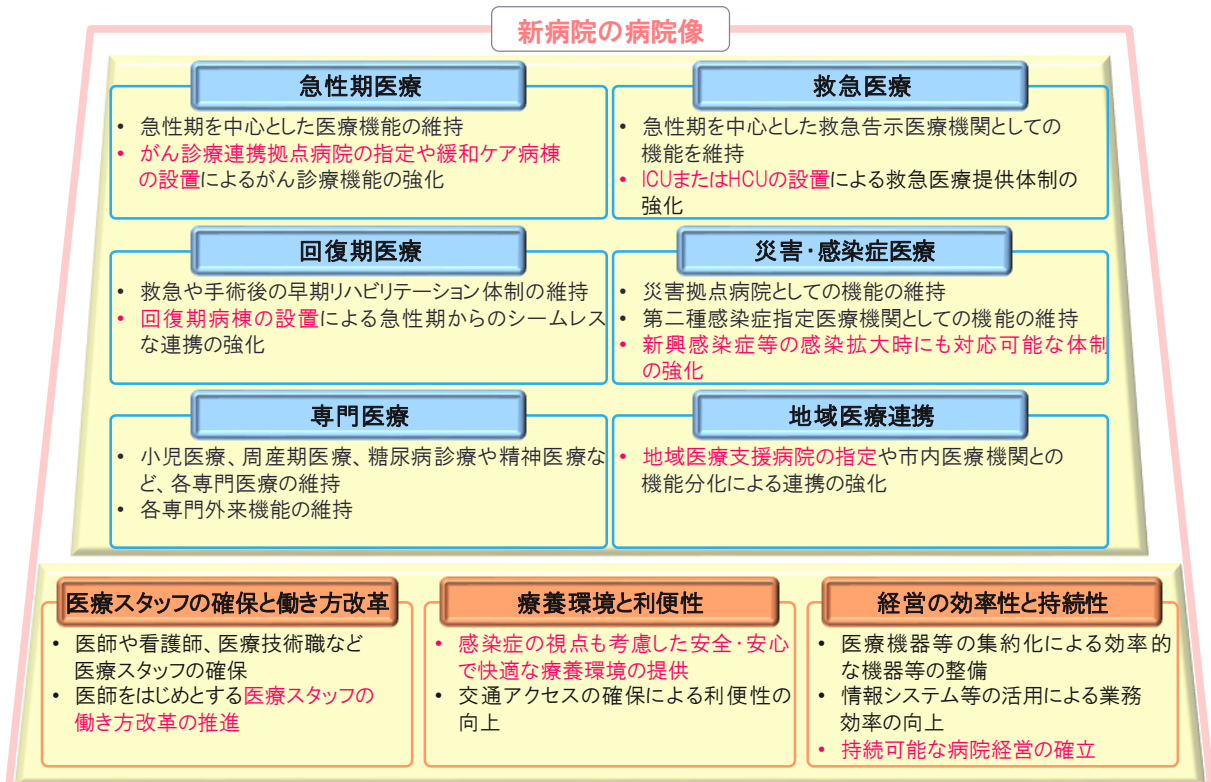 新病院の病院像
急性期医療
• 急性期を中心とした医療機能の維持
• がん診療連携拠点病院の指定や緩和ケア病棟
の設置によるがん診療機能の強化
救急医療
• 急性期を中心とした救急告示医療機関としての
機能を維持
• ICUまたはHCUの設置による救急医療提供体制の
強化
回復期医療
• 救急や手術後の早期リハビリテーション体制の維持
• 回復期病棟の設置による急性期からのシームレス
な連携の強化
災害・感染症医療
• 災害拠点病院としての機能の維持
• 第二種感染症指定医療機関としての機能の維持
• 新興感染症等の感染拡大時にも対応可能な体制
の強化
専門医療
• 小児医療、周産期医療、糖尿病診療や精神医療な
ど、各専門医療の維持
• 各専門外来機能の維持
地域医療連携
• 地域医療支援病院の指定や市内医療機関との
機能分化による連携の強化
医療スタッフの確保と働き方改革
• 医師や看護師、医療技術職など
医療スタッフの確保
• 医師をはじめとする医療スタッフの
働き方改革の推進
療養環境と利便性
• 感染症の視点も考慮した安全・安心
で快適な療養環境の提供
• 交通アクセスの確保による利便性の
向上
経営の効率性と持続性
• 医療機器等の集約化による効率的
な機器等の整備
• 情報システム等の活用による業務
効率の向上
• 持続可能な病院経営の確立